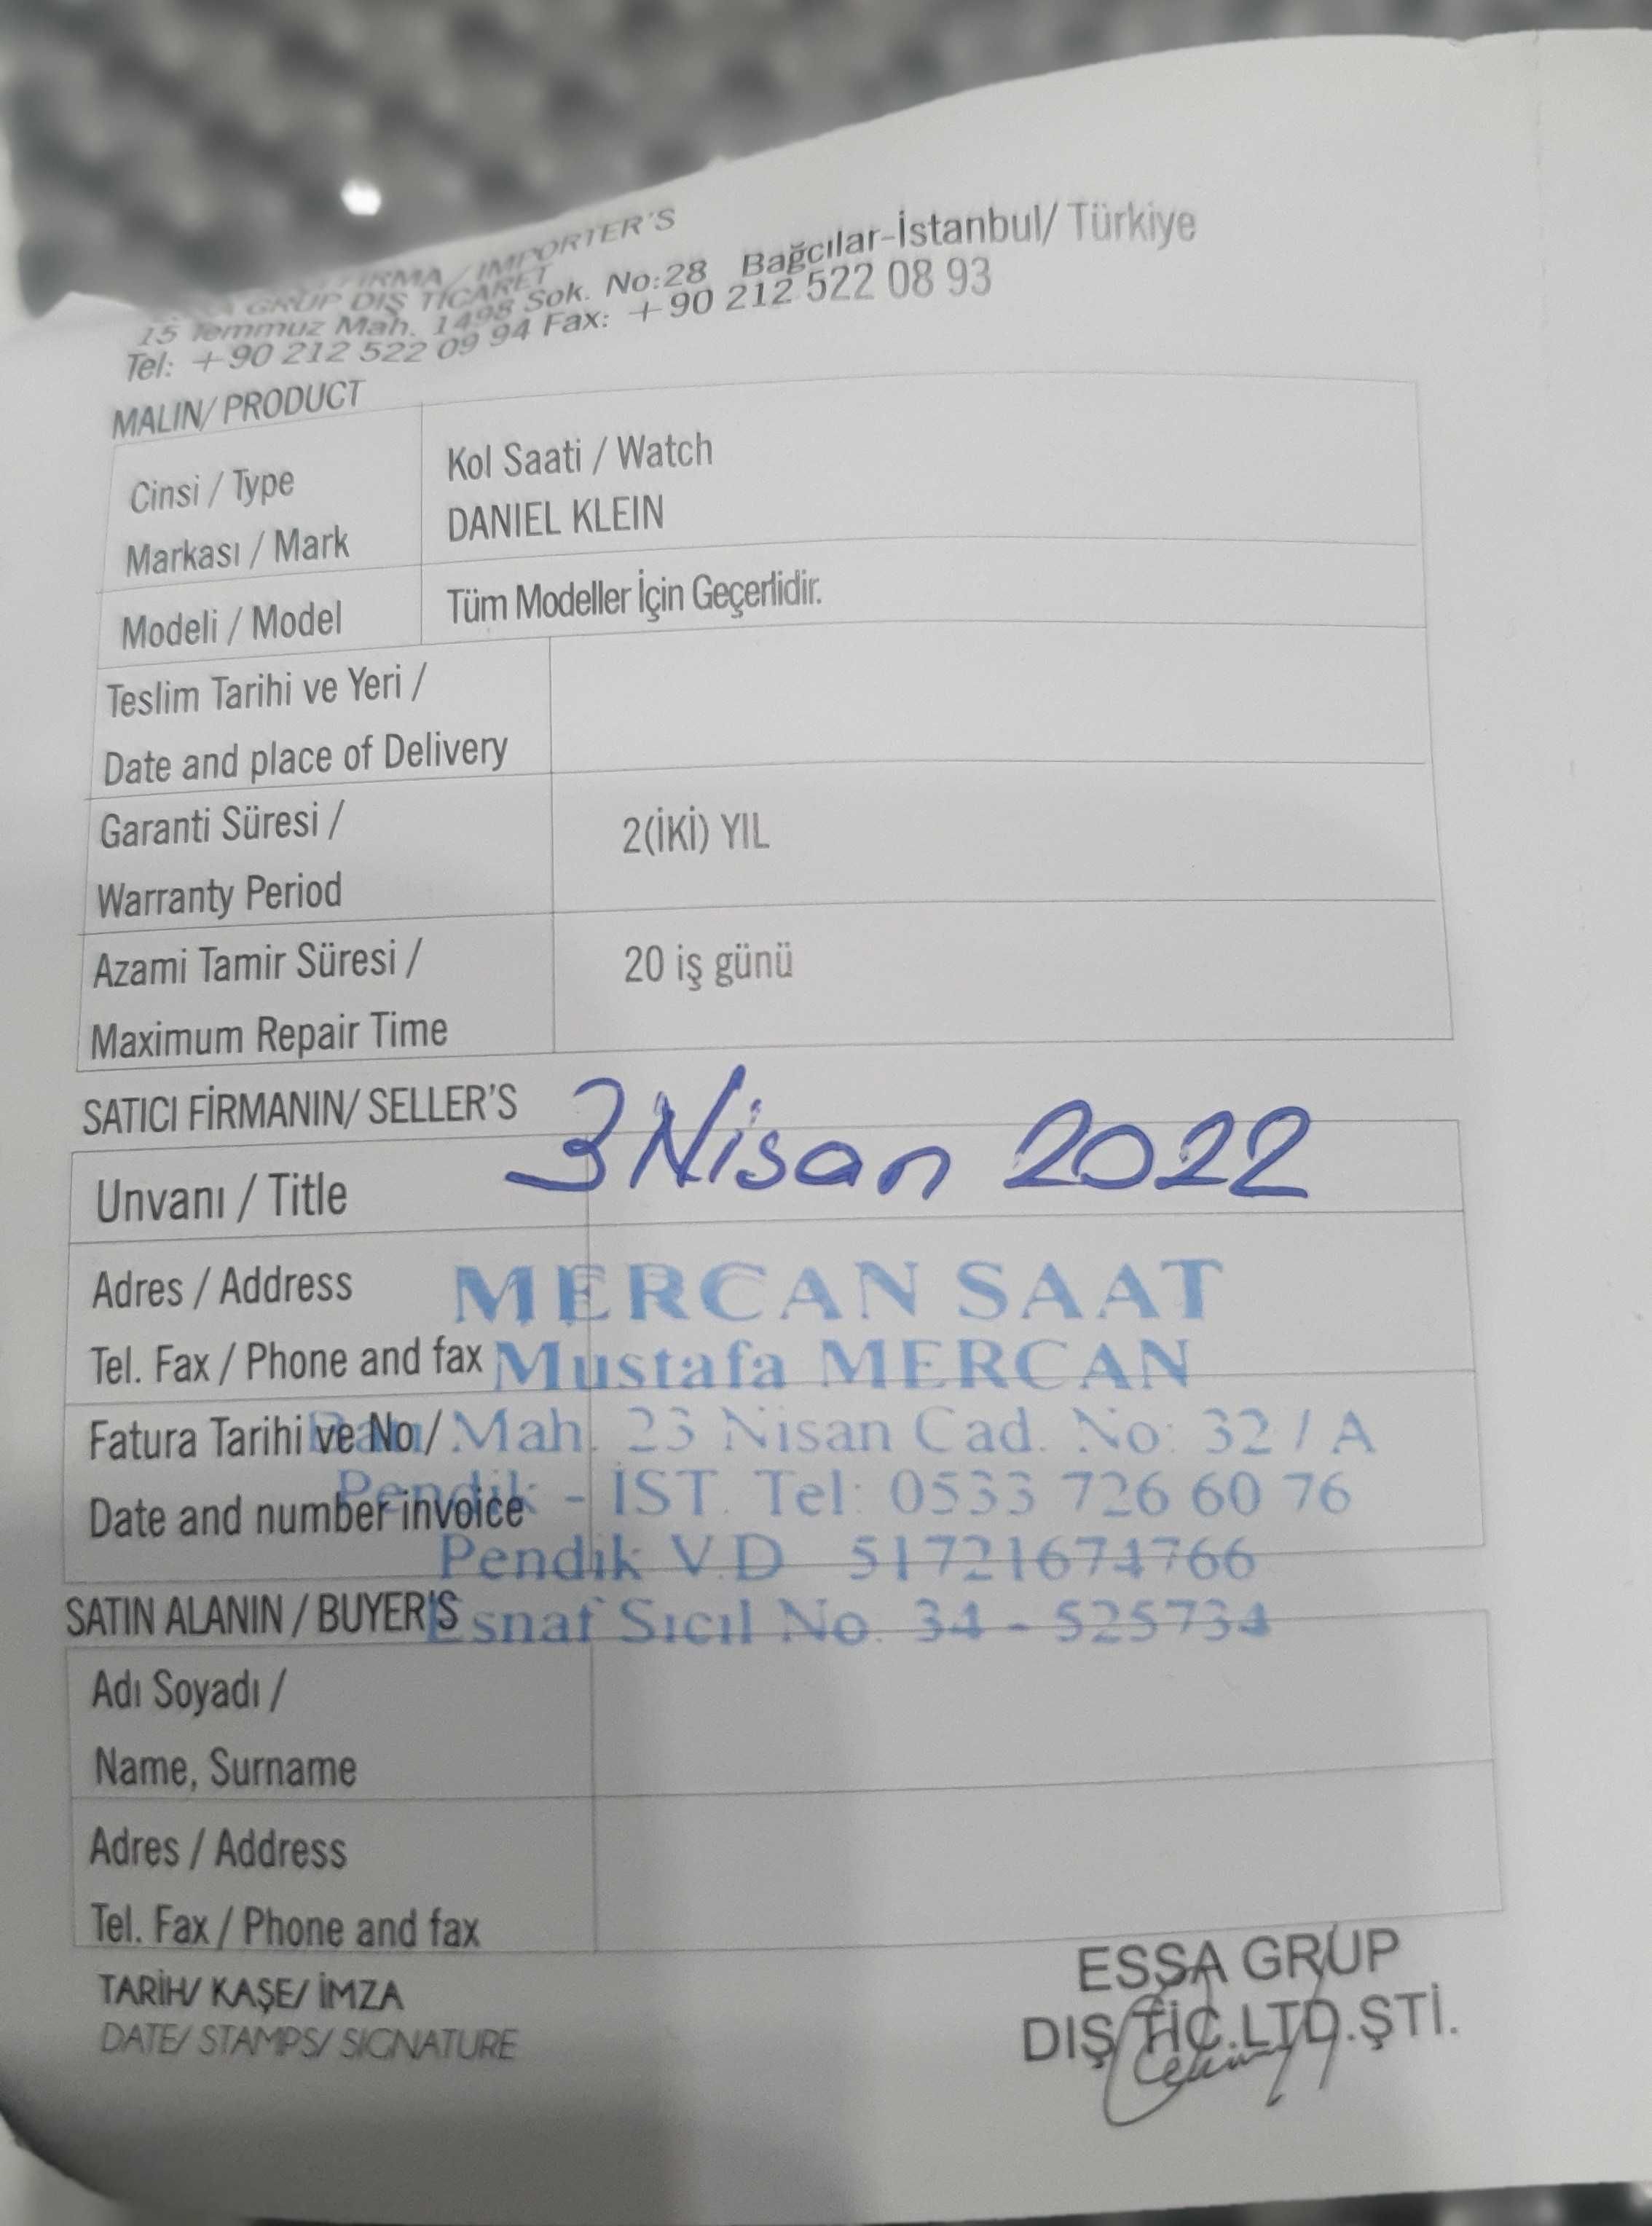 FIRMA / IMPORTER'S
GRUP DIŞ TİCARET
15 Temmuz Mah. 1498 Sok. No:28 Bağcılar-İstanbul/ Türkiye
Tel: +90 212 522 09 94 Fax: +90 212 522 08 93
MALIN/ PRODUCT
Cinsi / Type Kol Saati / Watch
Markası / Mark DANIEL KLEIN
Modeli / Model Tüm Modeller İçin Geçerlidir.
Teslim Tarihi ve Yeri /
Date and place of Delivery
Garanti Süresi / 2(İKİ) YIL
Warranty Period
Azami Tamir Süresi / 20 iş günü
Maximum Repair Time
SATICI FİRMANIN/ SELLER'S
3 Nisan 2022
Unvanı / Title
Adres / Address
MERCAN SAAT
Tel. Fax / Phone and fax
Mustafa MERCAN
Fatura Tarihi ve No /
Mah. 23 Nisan Cad. No: 32 / A
Date and number invoice
Pendik - İST. Tel: 0533 726 60 76
Pendik V.D 51721674766
SATIN ALANIN / BUYER'S
Esnaf Sicil No. 34 - 525734
Adı Soyadı /
Name, Surname
Adres / Address
Tel. Fax / Phone and fax
TARİH/ KAŞE/ İMZA
DATE/ STAMPS/ SIGNATURE
ESSA GRUP
DIŞ TİC.LTD.ŞTİ.